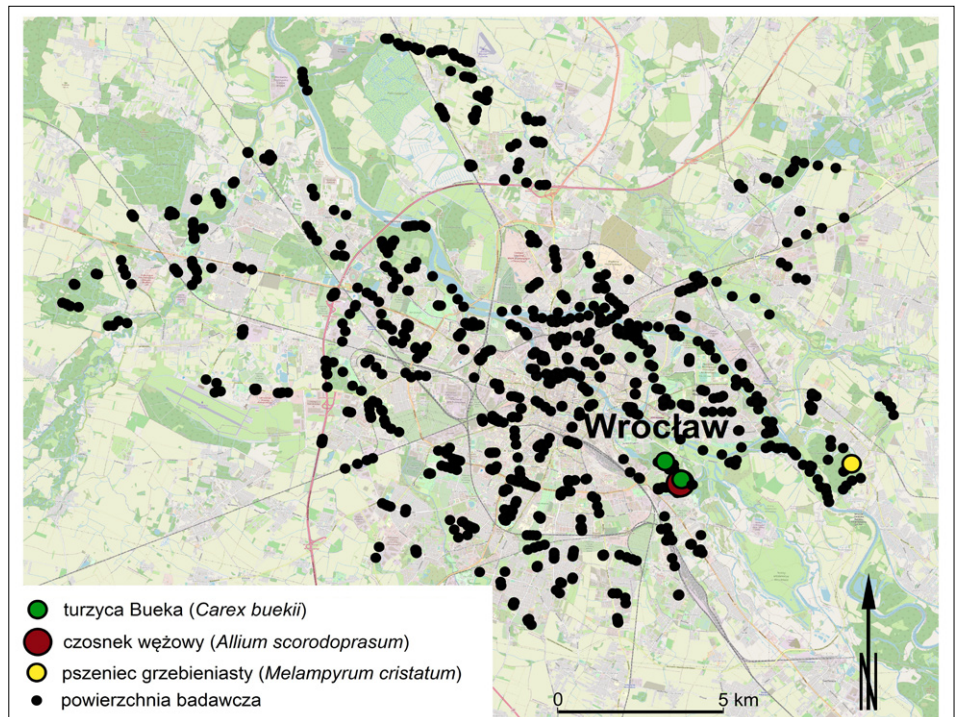 Wrocław
turzyca Bueka (Carex buekii)
czosnek wężowy (Allium scorodoprasum)
pszeniec grzebieniasty (Melampyrum cristatum)
powierzchnia badawcza
0 5 km
N